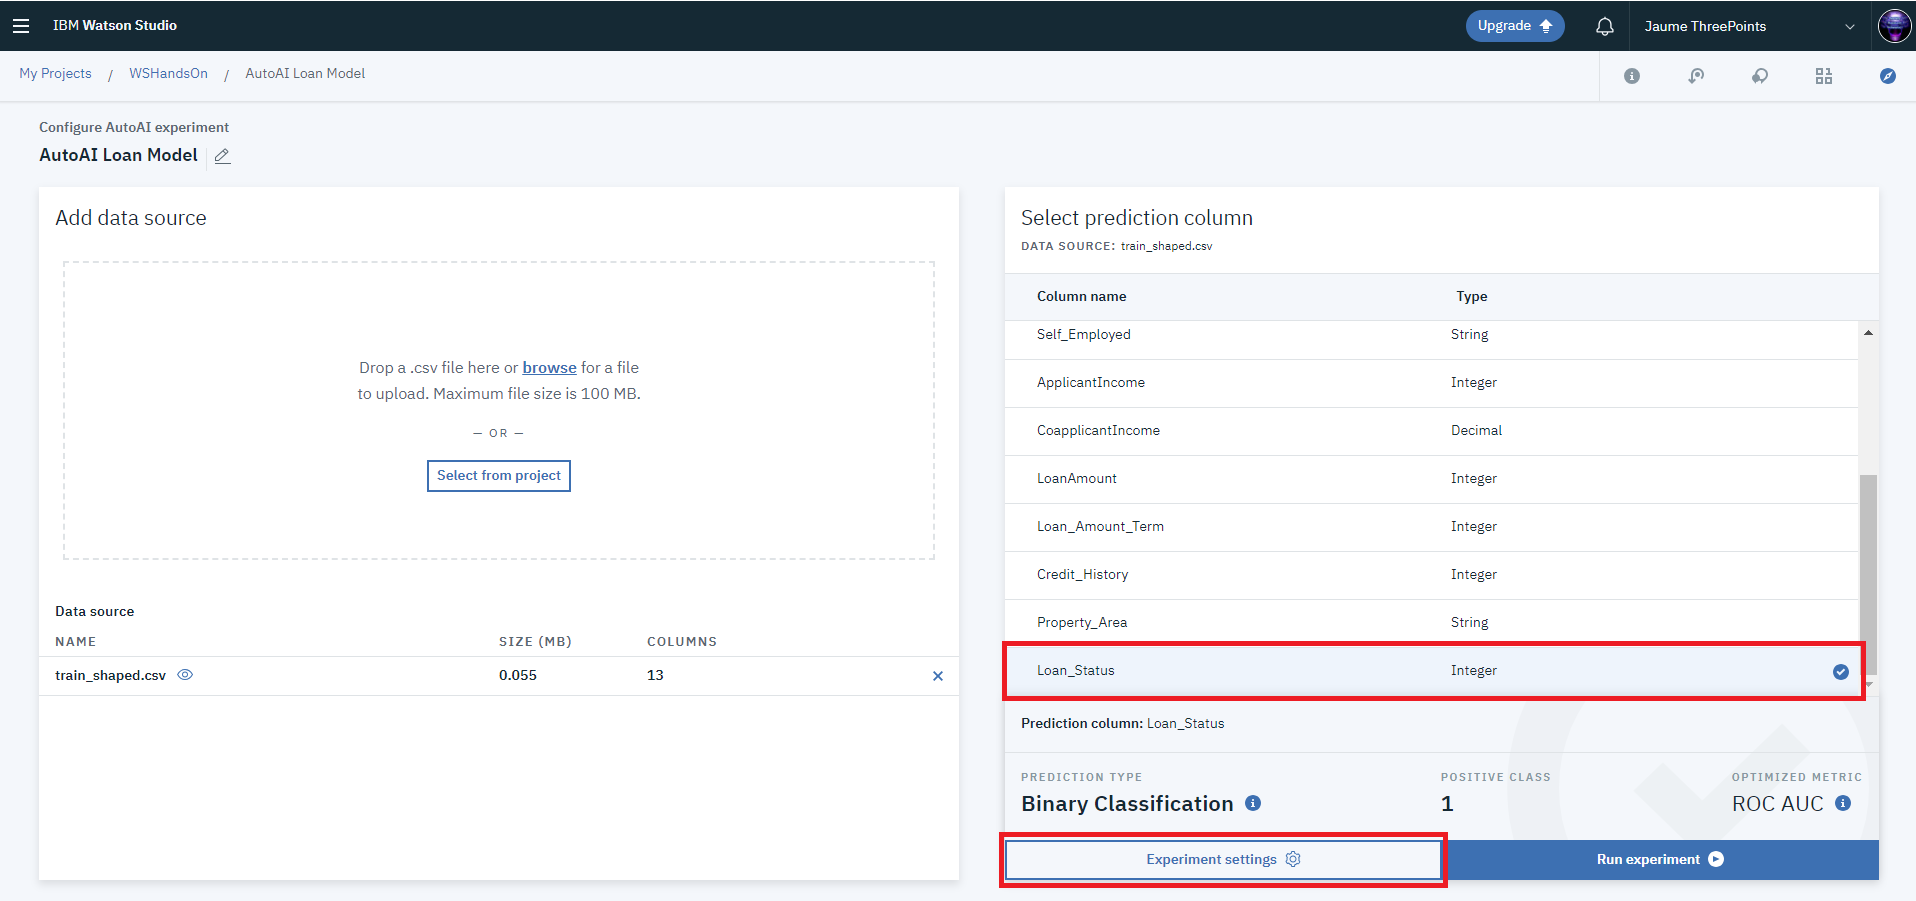 IBM Watson Studio
Upgrade
Jaume ThreePoints
My Projects / WSHandsOn / AutoAI Loan Model
Configure AutoAI experiment
AutoAI Loan Model
Add data source
Drop a .csv file here or browse for a file
to upload. Maximum file size is 100 MB.
— OR —
Select from project
Data source
NAME SIZE (MB) COLUMNS
train_shaped.csv 0.055 13
Select prediction column
DATA SOURCE: train_shaped.csv
Column name Type
Self_Employed String
ApplicantIncome Integer
CoapplicantIncome Decimal
LoanAmount Integer
Loan_Amount_Term Integer
Credit_History Integer
Property_Area String
Loan_Status Integer
Prediction column: Loan_Status
PREDICTION TYPE POSITIVE CLASS OPTIMIZED METRIC
Binary Classification 1 ROC AUC
Experiment settings Run experiment